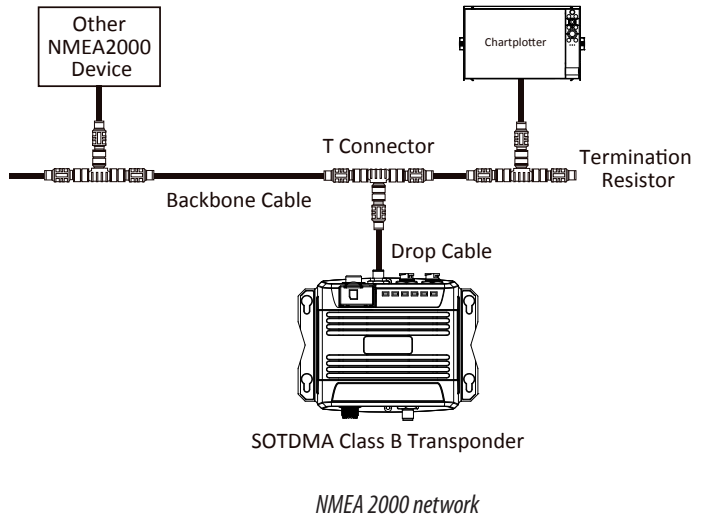 Other
NMEA2000
Device
Chartplotter
T Connector
Termination
Resistor
Backbone Cable
Drop Cable
SOTDMA Class B Transponder
NMEA 2000 network